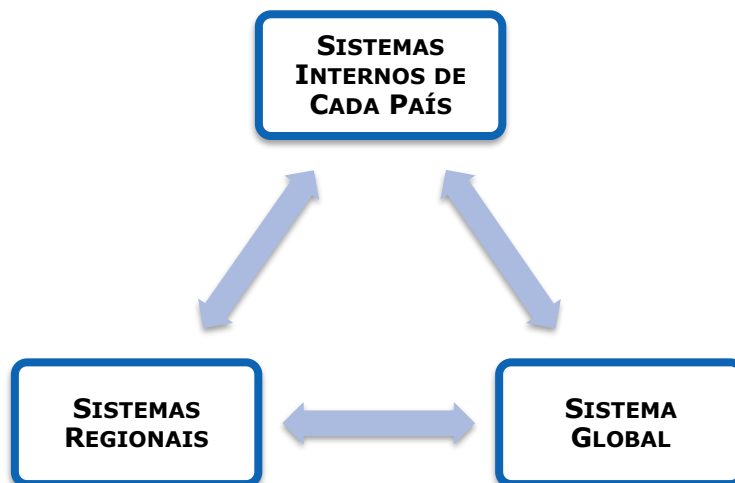 SISTEMAS
INTERNOS DE
CADA PAÍS
SISTEMAS
REGIONAIS
SISTEMA
GLOBAL